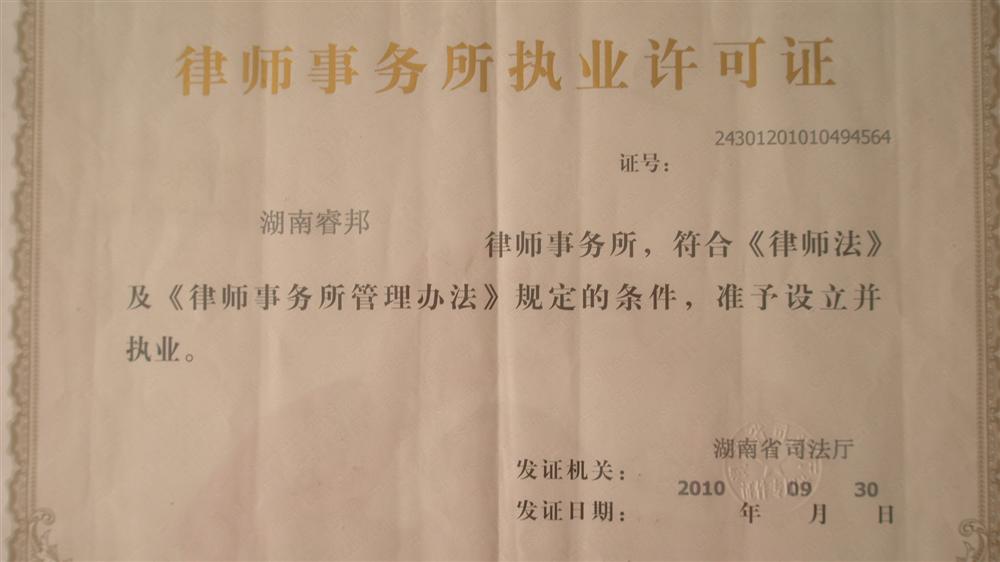 律师事务所执业许可证
24301201010494564
证号：
湖南睿邦
律师事务所，符合《律师法》
及《律师事务所管理办法》规定的条件，准予设立并
执业。
湖南省司法厅
发证机关：
2010 09 30
发证日期： 年 月 日